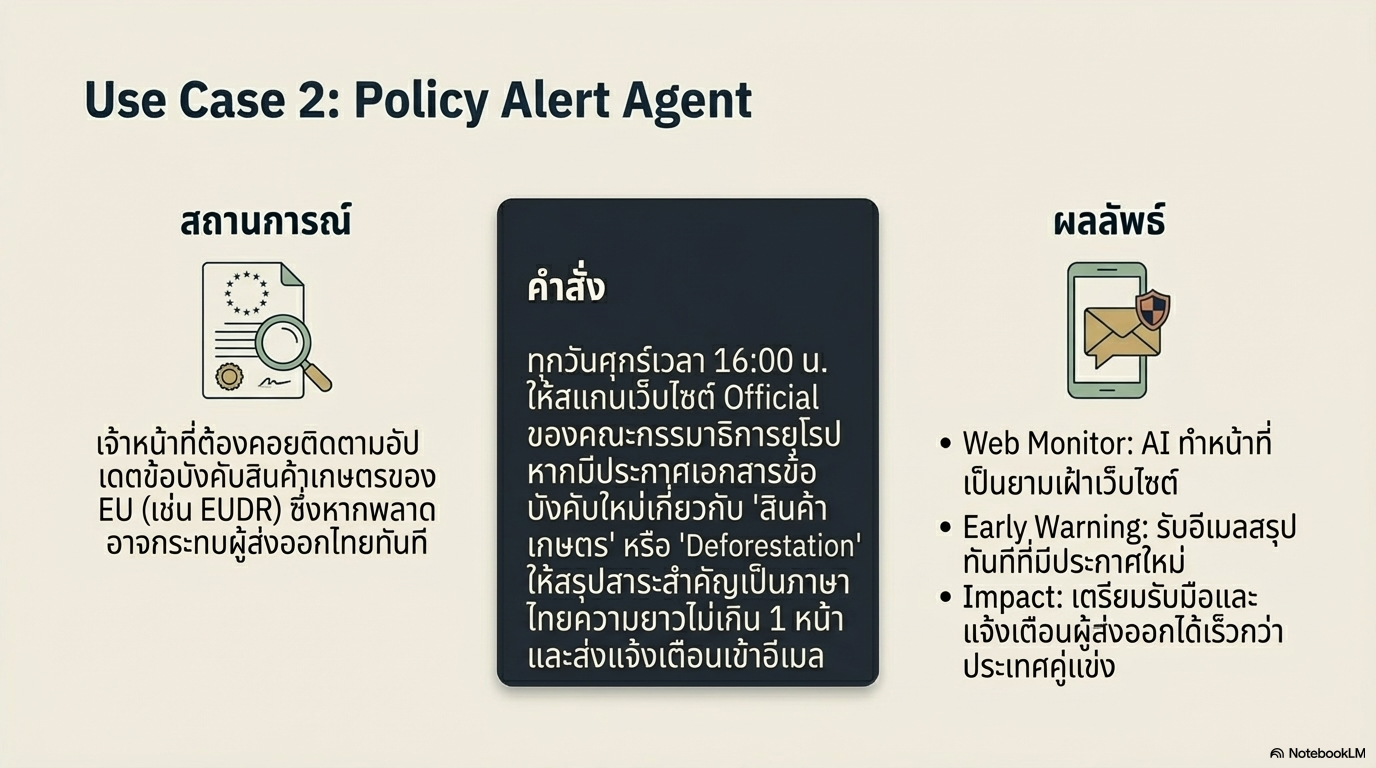 Use Case 2: Policy Alert Agent
สถานการณ์
เจ้าหน้าที่ต้องคอยติดตามอัป
เดตข้อบังคับสินค้าเกษตรของ
EU (เช่น EUDR) ซึ่งหากพลาด
อาจกระทบผู้ส่งออกไทยทันที
คำสั่ง
ทุกวันศุกร์เวลา 16:00 น.
ให้สแกนเว็บไซต์ Official
ของคณะกรรมาธิการยุโรป
หากมีประกาศเอกสารข้อ
บังคับใหม่เกี่ยวกับ 'สินค้า
เกษตร' หรือ 'Deforestation'
ให้สรุปสาระสำคัญเป็นภาษา
ไทยความยาวไม่เกิน 1 หน้า
และส่งแจ้งเตือนเข้าอีเมล
ผลลัพธ์
• Web Monitor: AI ทำหน้าที่
เป็นยามเฝ้าเว็บไซต์
• Early Warning: รับอีเมลสรุป
ทันทีที่มีประกาศใหม่
• Impact: เตรียมรับมือและ
แจ้งเตือนผู้ส่งออกได้เร็วกว่า
ประเทศคู่แข่ง
NotebookLM